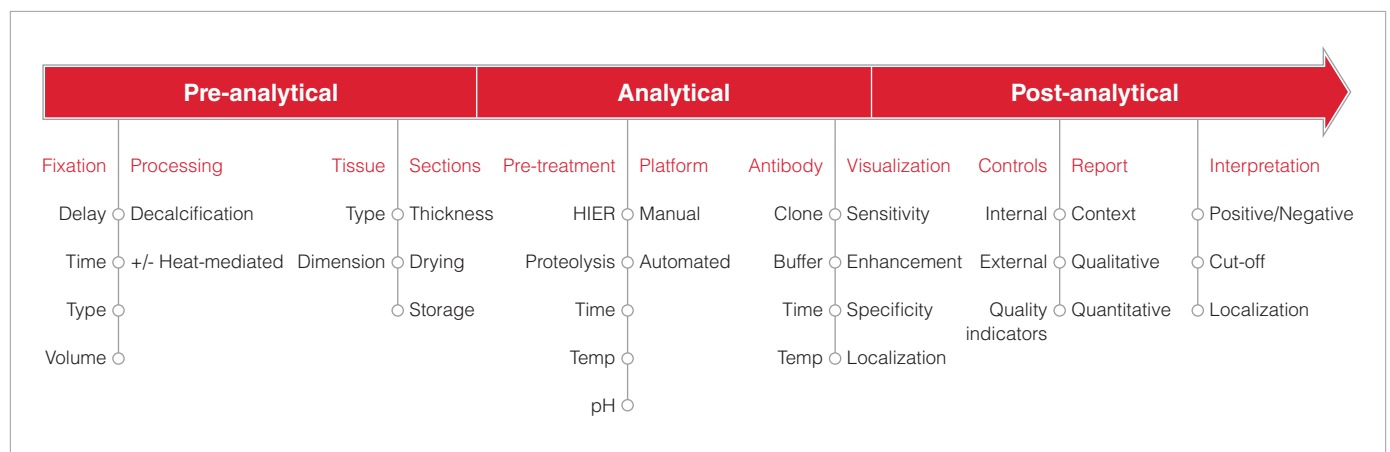 Pre-analytical Analytical Post-analytical
Fixation Processing Tissue Sections Pre-treatment Platform Antibody Visualization Controls Report Interpretation
Delay Decalcification Type Thickness HIER Manual Clone Sensitivity Internal Context Positive/Negative
Time +/- Heat-mediated Dimension Drying Proteolysis Automated Buffer Enhancement External Qualitative Cut-off
Type Storage Time Time Specificity Quality Quantitative Localization
indicators
Volume Temp Temp Localization
pH